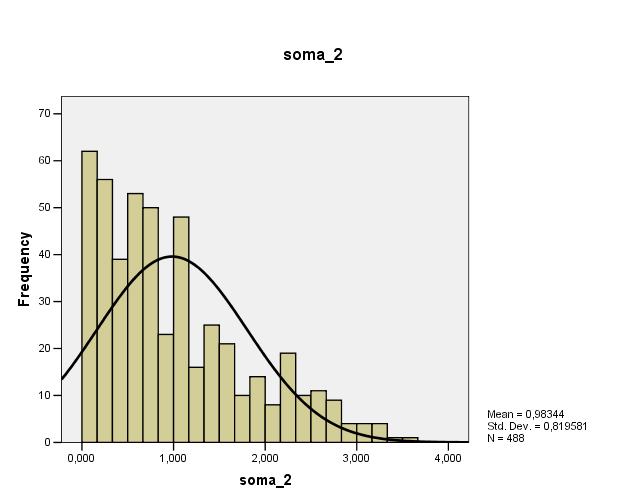 soma_2
70
60
50
40
30
20
10
0
Frequency
0,000 1,000 2,000 3,000 4,000
soma_2
Mean = 0,98344
Std. Dev. = 0,819581
N = 488